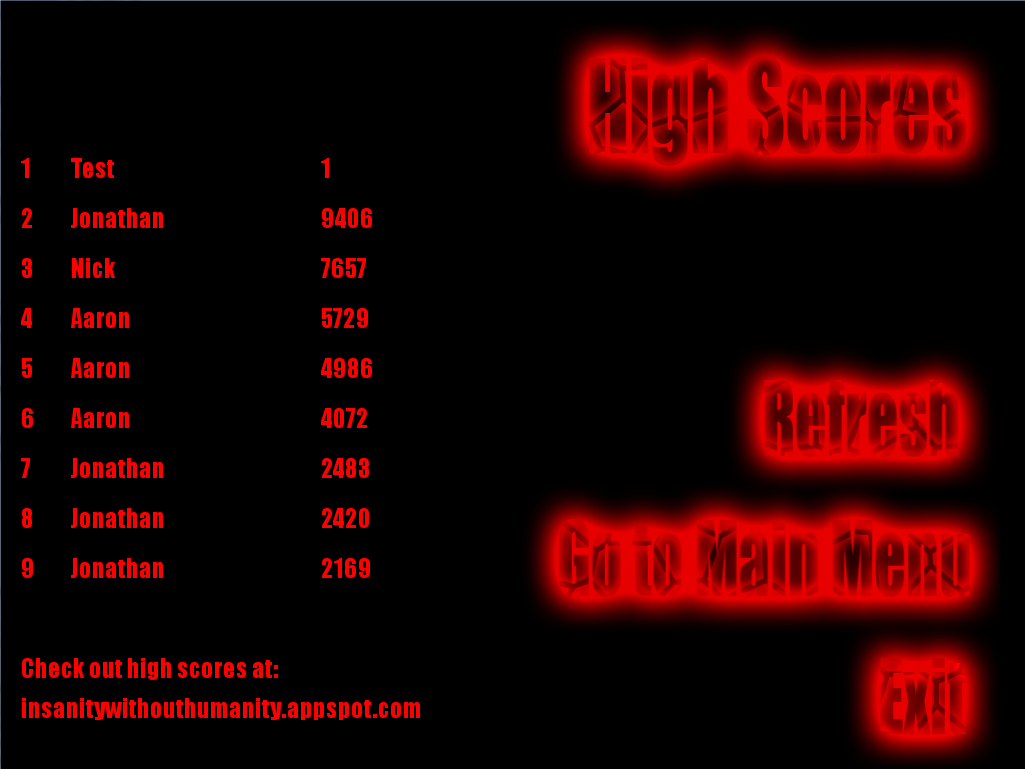 High Scores
1 Test 1
2 Jonathan 9406
3 Nick 7657
4 Aaron 5729
5 Aaron 4986
6 Aaron 4072
7 Jonathan 2483
8 Jonathan 2420
9 Jonathan 2169
Check out high scores at:
insanitywithouthumanity.appspot.com
Refresh
Go to Main Menu
Exit